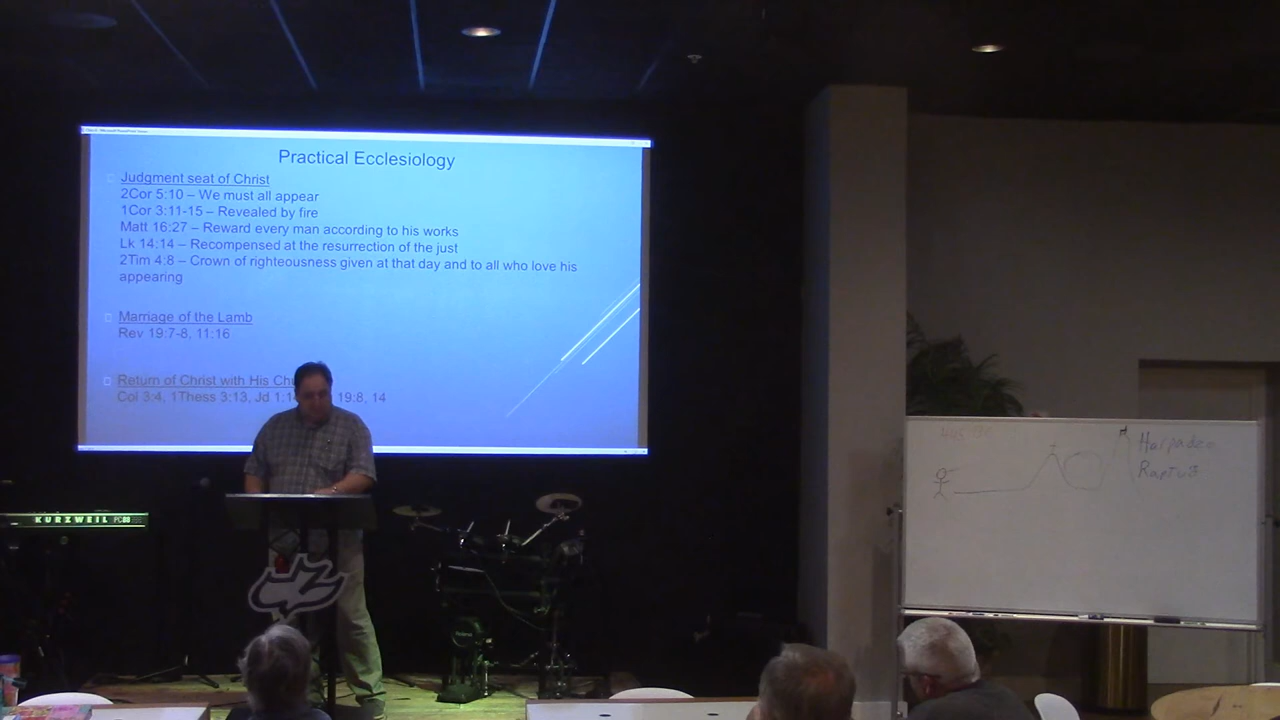 Practical Ecclesiology
Judgment seat of Christ
2Cor 5:10 – We must all appear
1Cor 3:11-15 – Revealed by fire
Matt 16:27 – Reward every man according to his works
Lk 14:14 – Recompensed at the resurrection of the just
2Tim 4:8 – Crown of righteousness given at that day and to all who love his
appearing
Marriage of the Lamb
Rev 19:7-8, 11:16
Return of Christ with His
Col 3:4, 1Thess 3:13, Jd 19:8, 14
Harpadzo
Raptus
KURZWEIL PC88